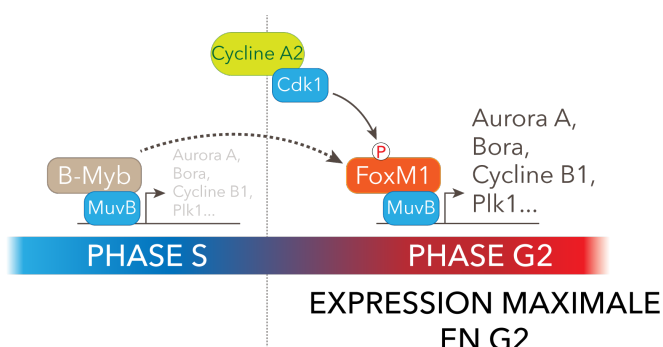 Cycline A2
Cdk1
B-Myb
MuvB
Aurora A,
Bora,
Cycline B1,
Plk1...
P
FoxM1
MuvB
Aurora A,
Bora,
Cycline B1,
Plk1...
PHASE S
PHASE G2
EXPRESSION MAXIMALE
EN G2